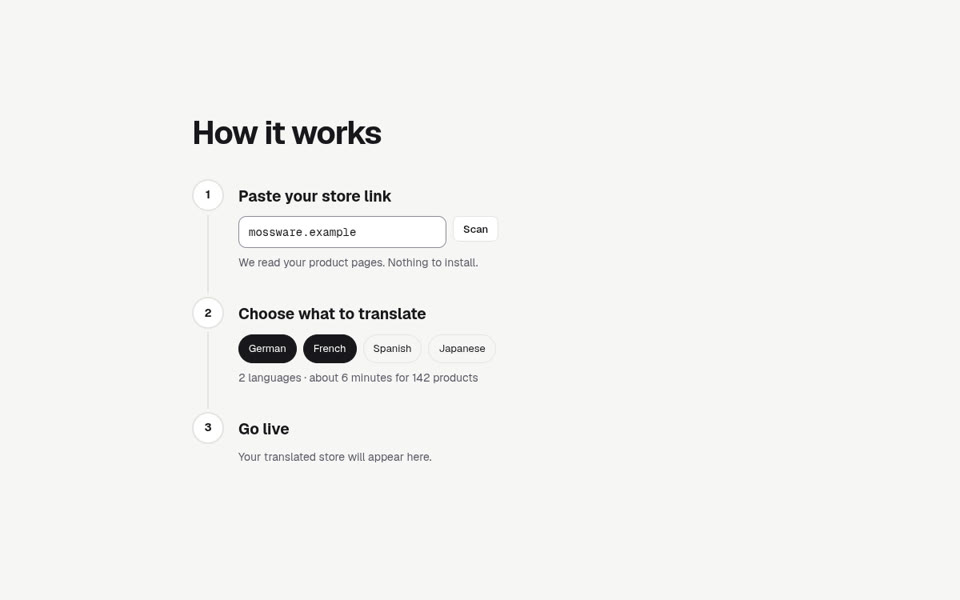 How it works
1
Paste your store link
mossware.example
Scan
We read your product pages. Nothing to install.
2
Choose what to translate
German French Spanish Japanese
2 languages · about 6 minutes for 142 products
3
Go live
Your translated store will appear here.